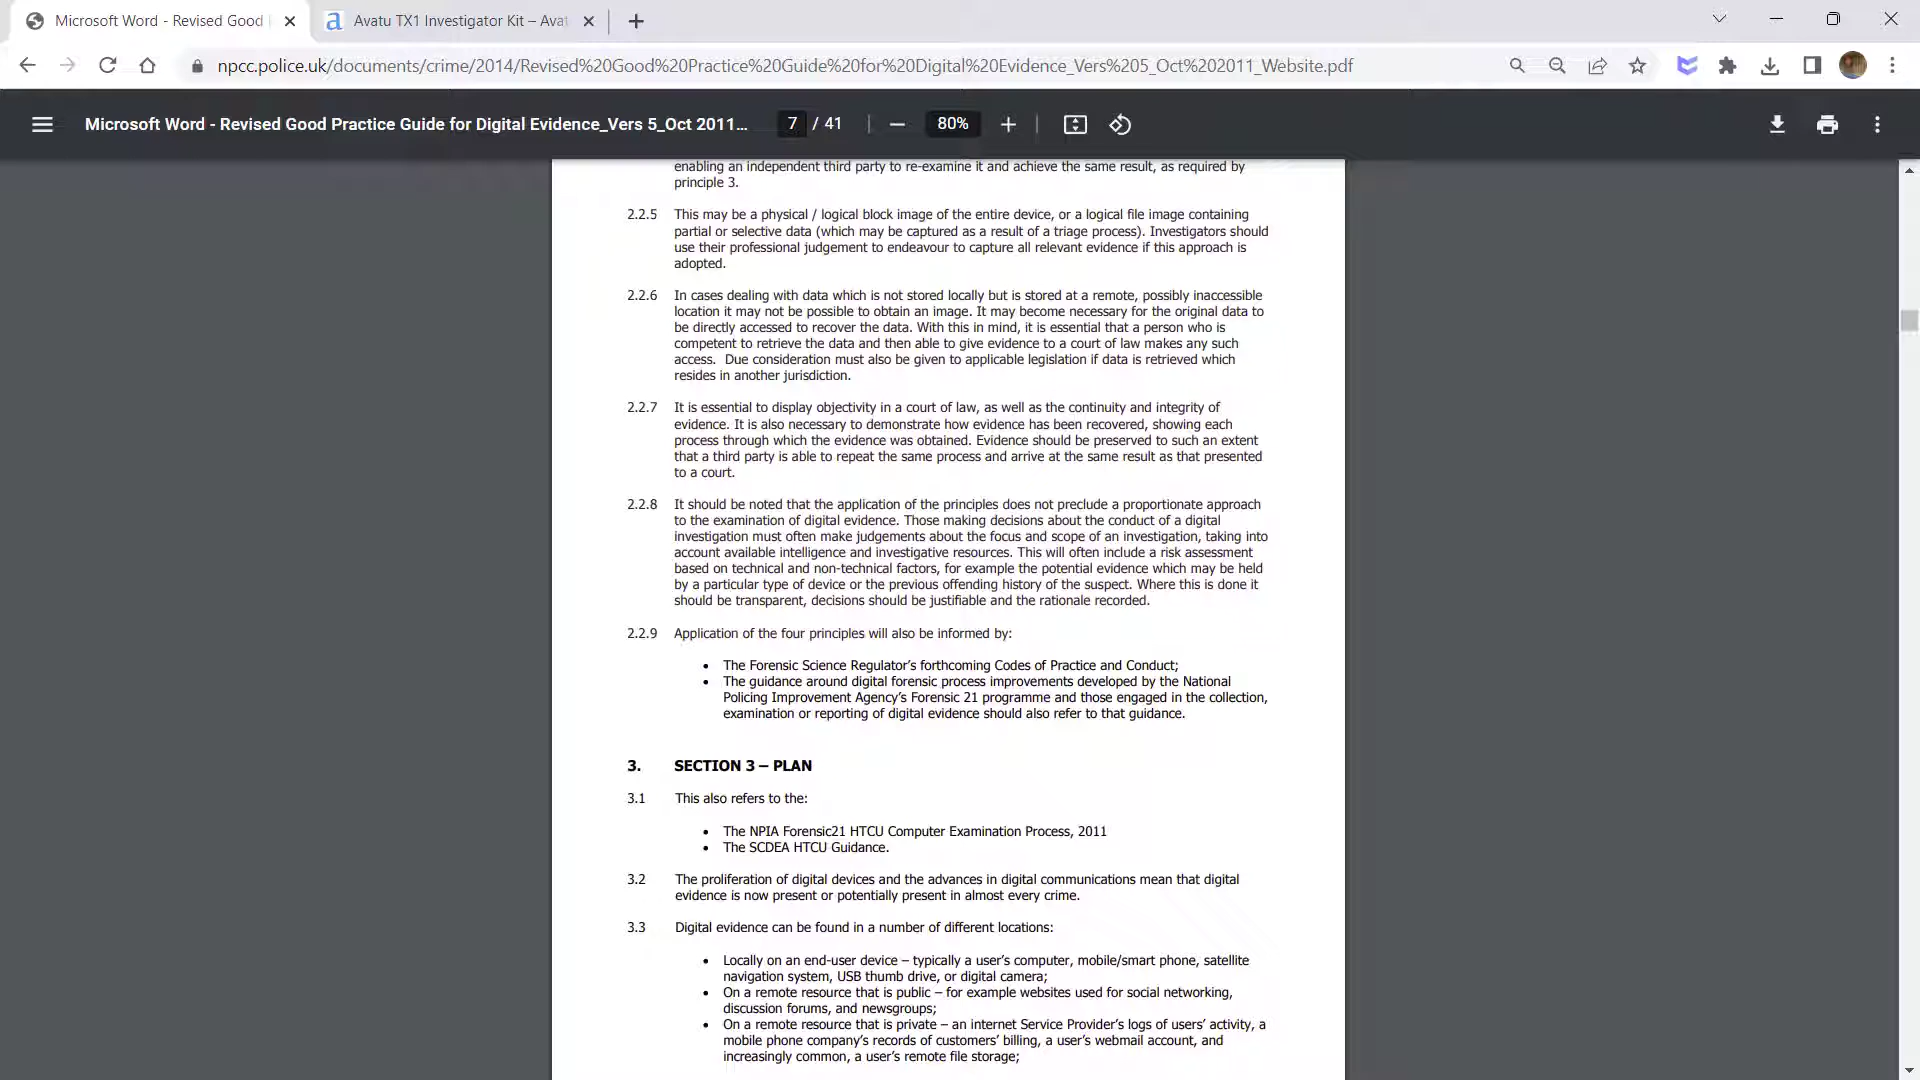 Microsoft Word - Revised Good
Avatu TX1 Investigator Kit – Avat
npcc.police.uk/documents/crime/2014/Revised%20Good%20Practice%20Guide%20for%20Digital%20Evidence_Vers%205_Oct%202011_Website.pdf
Microsoft Word - Revised Good Practice Guide for Digital Evidence_Vers 5_Oct 2011...
7 / 41
80%
enabling an independent third party to re-examine it and achieve the same result, as required by
principle 3.
2.2.5 This may be a physical / logical block image of the entire device, or a logical file image containing
partial or selective data (which may be captured as a result of a triage process). Investigators should
use their professional judgement to endeavour to capture all relevant evidence if this approach is
adopted.
2.2.6 In cases dealing with data which is not stored locally but is stored at a remote, possibly inaccessible
location it may not be possible to obtain an image. It may become necessary for the original data to
be directly accessed to recover the data. With this in mind, it is essential that a person who is
competent to retrieve the data and then able to give evidence to a court of law makes any such
access. Due consideration must also be given to applicable legislation if data is retrieved which
resides in another jurisdiction.
2.2.7 It is essential to display objectivity in a court of law, as well as the continuity and integrity of
evidence. It is also necessary to demonstrate how evidence has been recovered, showing each
process through which the evidence was obtained. Evidence should be preserved to such an extent
that a third party is able to repeat the same process and arrive at the same result as that presented
to a court.
2.2.8 It should be noted that the application of the principles does not preclude a proportionate approach
to the examination of digital evidence. Those making decisions about the conduct of a digital
investigation must often make judgements about the focus and scope of an investigation, taking into
account available intelligence and investigative resources. This will often include a risk assessment
based on technical and non-technical factors, for example the potential evidence which may be held
by a particular type of device or the previous offending history of the suspect. Where this is done it
should be transparent, decisions should be justifiable and the rationale recorded.
2.2.9 Application of the four principles will also be informed by:
• The Forensic Science Regulator's forthcoming Codes of Practice and Conduct;
• The guidance around digital forensic process improvements developed by the National
Policing Improvement Agency's Forensic 21 programme and those engaged in the collection,
examination or reporting of digital evidence should also refer to that guidance.
3. SECTION 3 – PLAN
3.1 This also refers to the:
• The NPIA Forensic21 HTCU Computer Examination Process, 2011
• The SCDEA HTCU Guidance.
3.2 The proliferation of digital devices and the advances in digital communications mean that digital
evidence is now present or potentially present in almost every crime.
3.3 Digital evidence can be found in a number of different locations:
• Locally on an end-user device – typically a user's computer, mobile/smart phone, satellite
navigation system, USB thumb drive, or digital camera;
• On a remote resource that is public – for example websites used for social networking,
discussion forums, and newsgroups;
• On a remote resource that is private – an internet Service Provider's logs of users' activity, a
mobile phone company's records of customers' billing, a user's webmail account, and
increasingly common, a user's remote file storage;